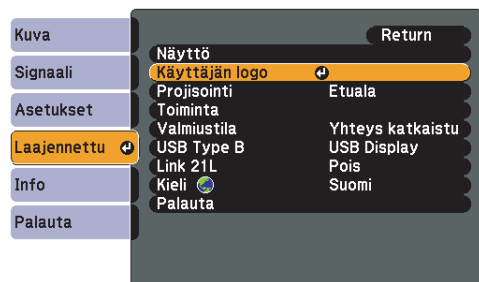 Kuva
Signaali
Asetukset
Laajennettu
Info
Palauta
Return
Näyttö
Käyttäjän logo
Projisointi Etuala
Toiminta
Valmiustila Yhteys katkaistu
USB Type B USB Display
Link 21L Pois
Kieli Suomi
Palauta